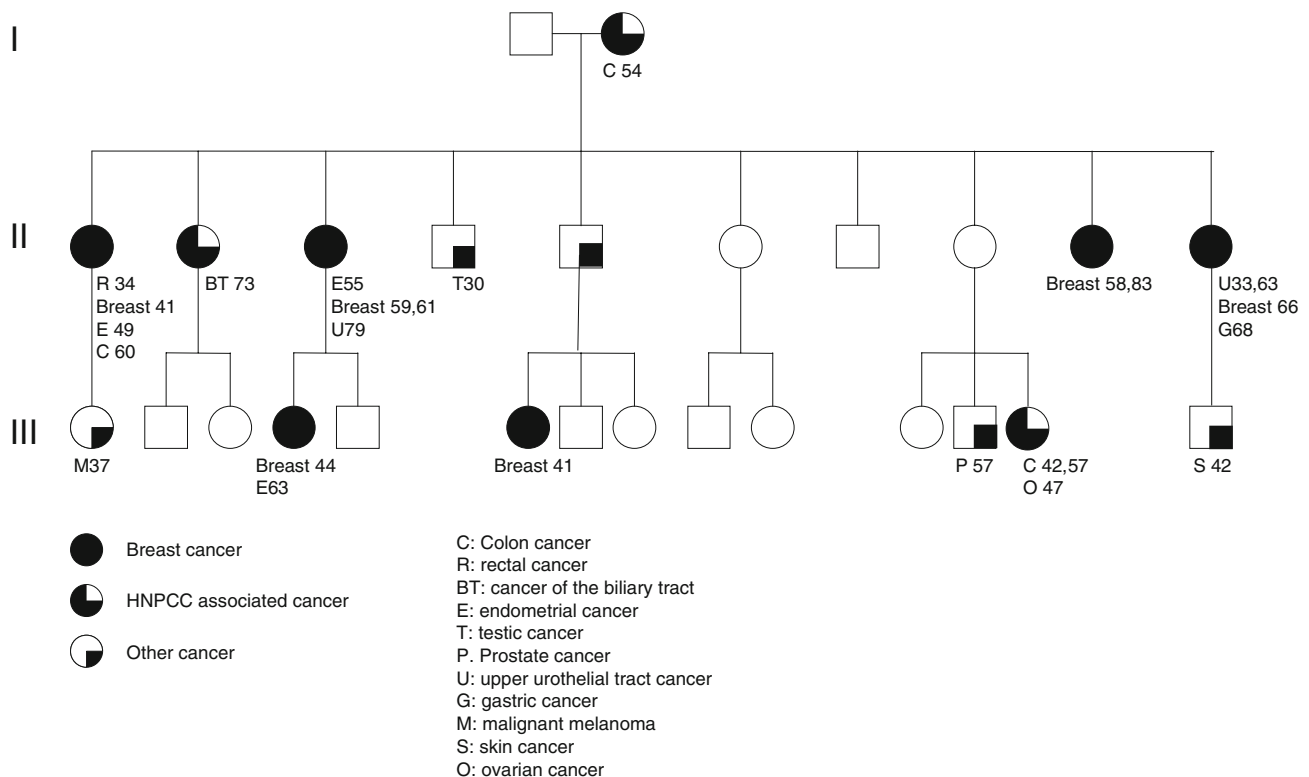 I
C 54
II
R 34
Breast 41
E 49
C 60
BT 73
E55
Breast 59,61
U79
T30
Breast 58,83
U33,63
Breast 66
G68
III
M37
Breast 44
E63
Breast 41
P 57
C 42,57
O 47
S 42
Breast cancer
HNPCC associated cancer
Other cancer
C: Colon cancer
R: rectal cancer
BT: cancer of the biliary tract
E: endometrial cancer
T: testic cancer
P. Prostate cancer
U: upper urothelial tract cancer
G: gastric cancer
M: malignant melanoma
S: skin cancer
O: ovarian cancer